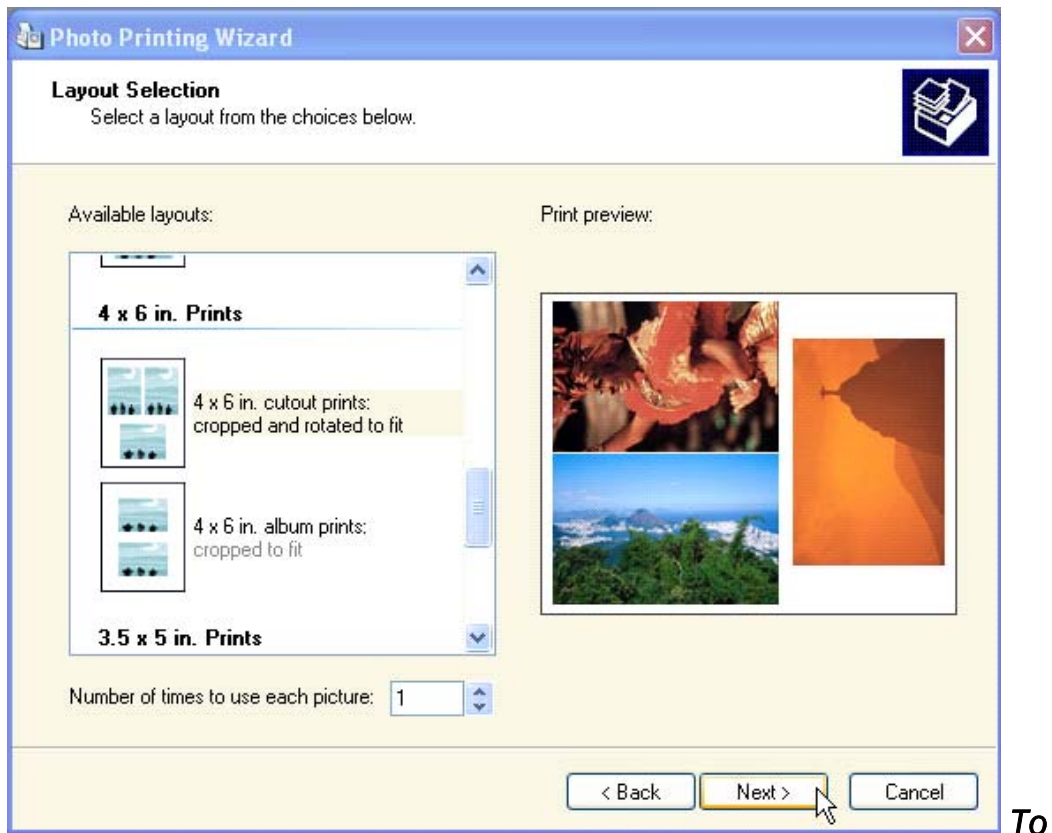 Photo Printing Wizard
Layout Selection
Select a layout from the choices below.
Available layouts:
Print preview:
4 x 6 in. Prints
4 x 6 in. cutout prints:
cropped and rotated to fit
4 x 6 in. album prints:
cropped to fit
3.5 x 5 in. Prints
Number of times to use each picture: 1
< Back Next > Cancel
To